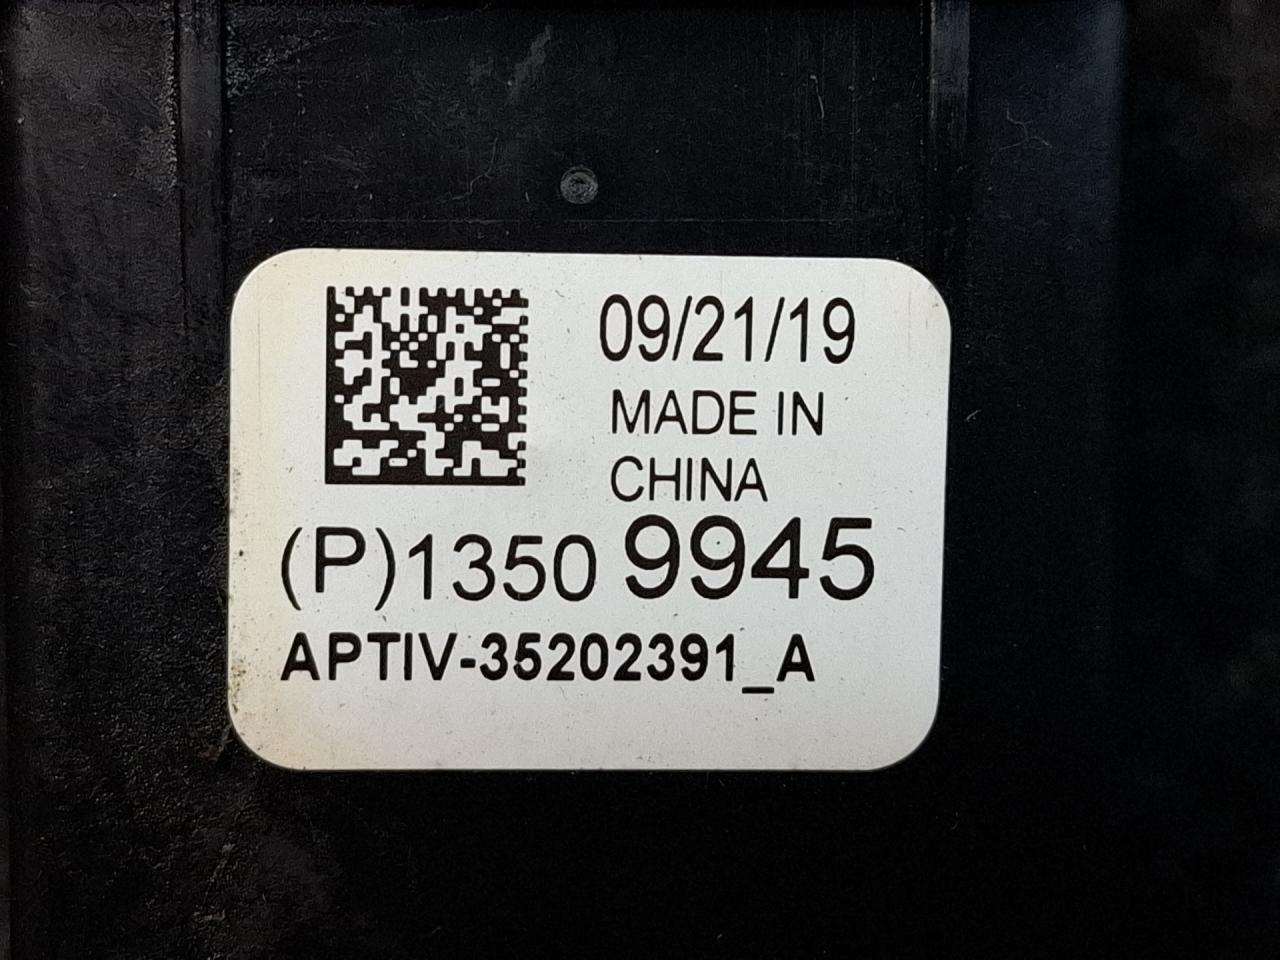 09/21/19
MADE IN
CHINA
(P)1350 9945
APTIV-35202391_A